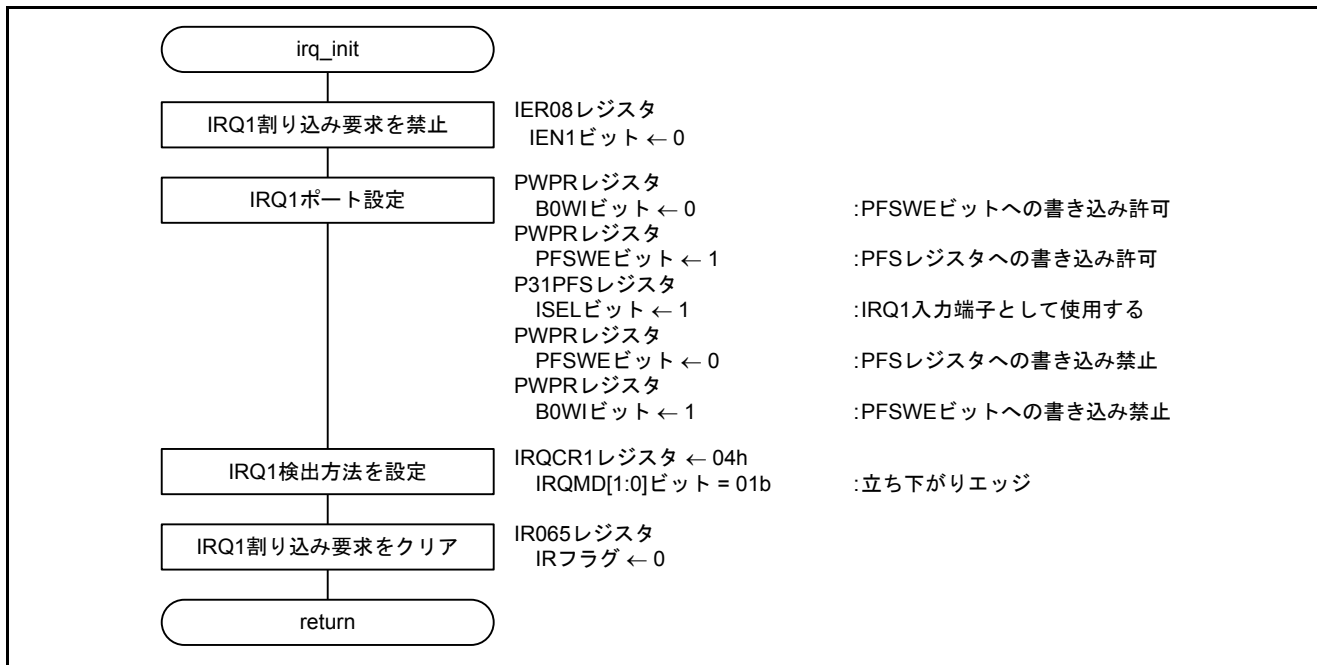 irq_init
IRQ1割り込み要求を禁止
IER08レジスタ
IEN1ビット ← 0
IRQ1ポート設定
PWPRレジスタ
B0WIビット ← 0 :PFSWEビットへの書き込み許可
PWPRレジスタ
PFSWEビット ← 1 :PFSレジスタへの書き込み許可
P31PFSレジスタ
ISELビット ← 1 :IRQ1入力端子として使用する
PWPRレジスタ
PFSWEビット ← 0 :PFSレジスタへの書き込み禁止
PWPRレジスタ
B0WIビット ← 1 :PFSWEビットへの書き込み禁止
IRQ1検出方法を設定
IRQCR1レジスタ ← 04h
IRQMD[1:0]ビット = 01b :立ち下がりエッジ
IRQ1割り込み要求をクリア
IR065レジスタ
IRフラグ ← 0
return